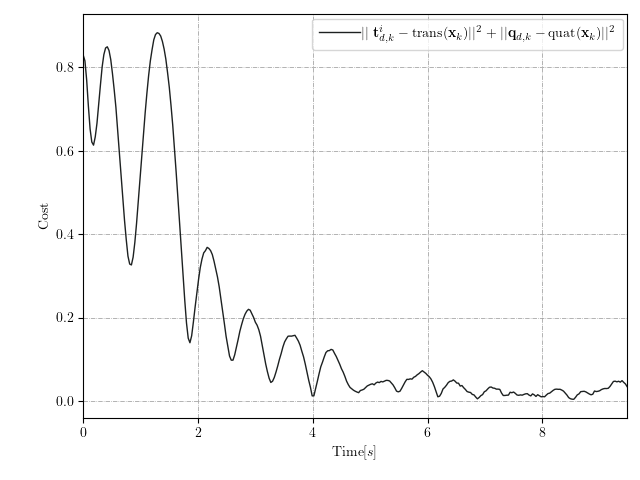 || t^i_{d,k} − trans(x_k)||^2 + ||q_{d,k} − quat(x_k)||^2
0.8
0.6
0.4
0.2
0.0
Cost
0 2 4 6 8
Time[s]